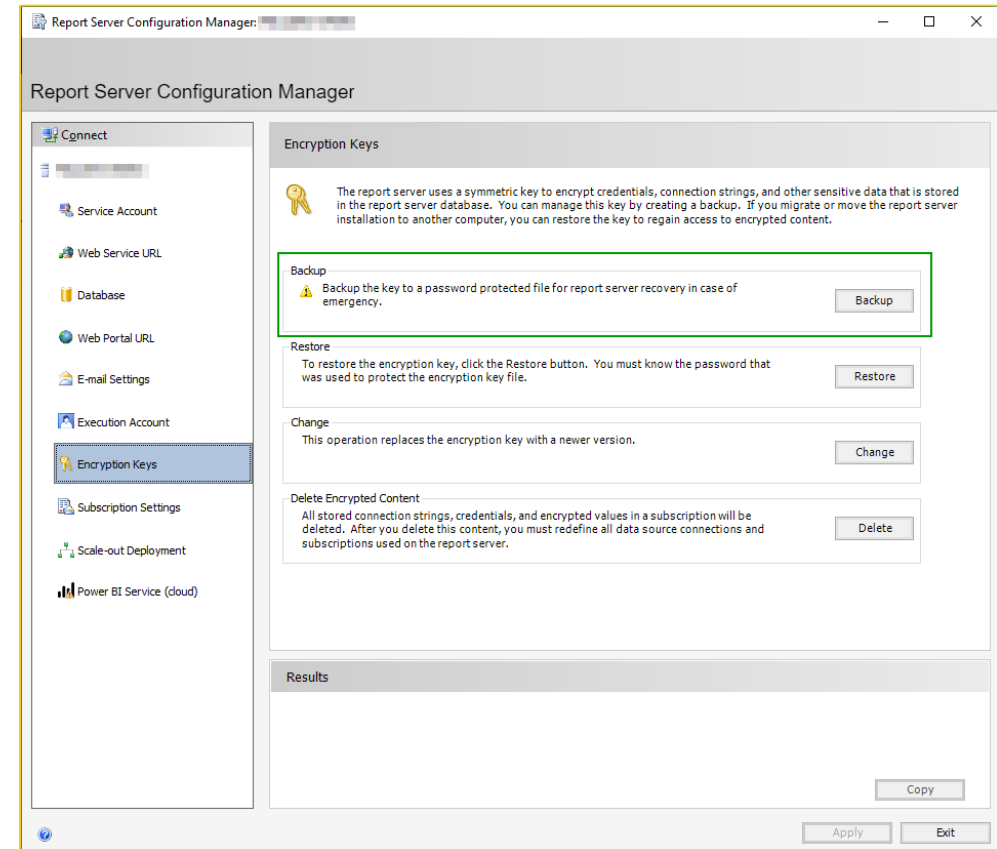 Report Server Configuration Manager:
Report Server Configuration Manager
Connect
Service Account
Web Service URL
Database
Web Portal URL
E-mail Settings
Execution Account
Encryption Keys
Subscription Settings
Scale-out Deployment
Power BI Service (cloud)
Encryption Keys
The report server uses a symmetric key to encrypt credentials, connection strings, and other sensitive data that is stored
in the report server database. You can manage this key by creating a backup. If you migrate or move the report server
installation to another computer, you can restore the key to regain access to encrypted content.
Backup
Backup the key to a password protected file for report server recovery in case of
emergency.
Backup
Restore
To restore the encryption key, click the Restore button. You must know the password that
was used to protect the encryption key file.
Restore
Change
This operation replaces the encryption key with a newer version.
Change
Delete Encrypted Content
All stored connection strings, credentials, and encrypted values in a subscription will be
deleted. After you delete this content, you must redefine all data source connections and
subscriptions used on the report server.
Delete
Results
Copy
Apply
Exit